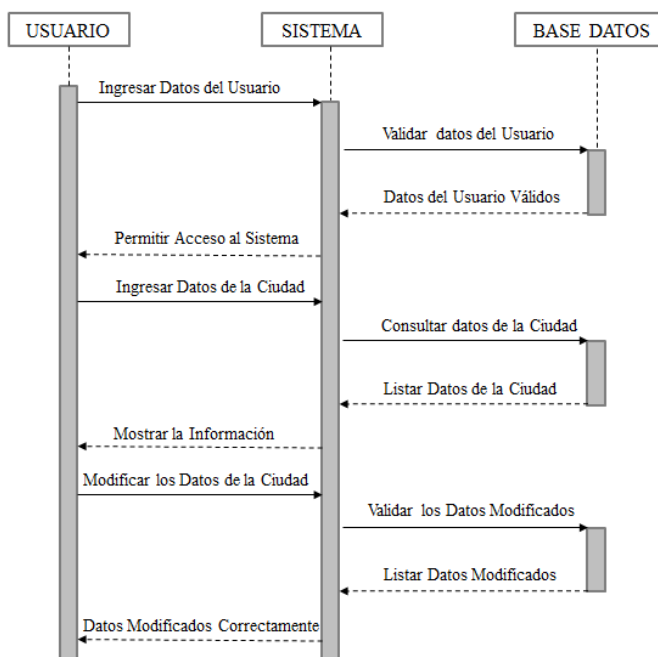 USUARIO
SISTEMA
BASE DATOS
Ingresar Datos del Usuario
Validar datos del Usuario
Datos del Usuario Válidos
Permitir Acceso al Sistema
Ingresar Datos de la Ciudad
Consultar datos de la Ciudad
Listar Datos de la Ciudad
Mostrar la Información
Modificar los Datos de la Ciudad
Validar los Datos Modificados
Listar Datos Modificados
Datos Modificados Correctamente